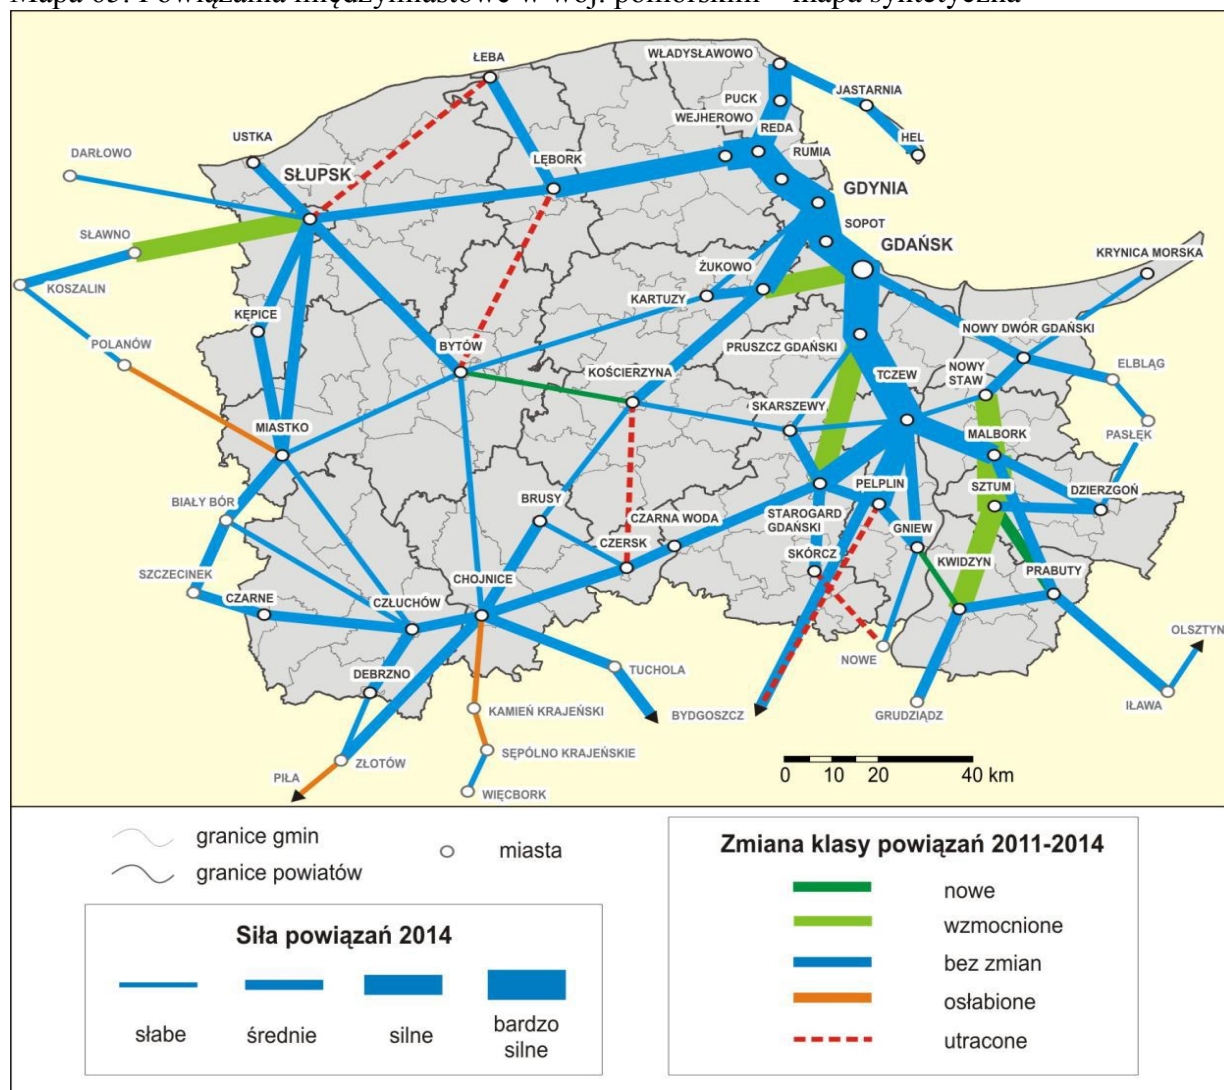 Mapa 65. Powiązania międzymiastowe w woj. pomorskim – mapa syntetyczna
ŁEBA
WŁADYSŁAWOWO
JASTARNIA
PUCK
WEJHEROWO
REDA
HEL
USTKA
RUMIA
DARŁOWO
LĘBORK
SŁUPSK
GDYNIA
SOPOT
SŁAWNO
GDAŃSK
KRYNICA MORSKA
ŻUKOWO
KOSZALIN
KARTUZY
KĘPICE
NOWY DWÓR GDAŃSKI
POLANÓW
BYTÓW
PRUSZCZ GDAŃSKI
ELBLĄG
KOŚCIERZYNA
TCZEW
NOWY
STAW
SKARSZEWY
MIASTKO
MALBORK
PASŁĘK
BIAŁY BÓR
BRUSY
PELPLIN
SZTUM
DZIERZGOŃ
CZARNA WODA
STAROGARD
GDAŃSKI
GNIEW
CZERSK
SKÓRCZ
KWIDZYN
PRABUTY
SZCZECINEK
CHOJNICE
CZARNE
CZŁUCHÓW
OLSZTYN
NOWE
DEBRZNO
TUCHOLA
KAMIEŃ KRAJEŃSKI
BYDGOSZCZ
GRUDZIĄDZ
IŁAWA
SĘPÓLNO KRAJEŃSKIE
ZŁOTÓW
PIŁA
WIĘCBORK
0 10 20 40 km
granice gmin
granice powiatów
miasta
Siła powiązań 2014
słabe średnie silne bardzo
silne
Zmiana klasy powiązań 2011-2014
nowe
wzmocnione
bez zmian
osłabione
utracone